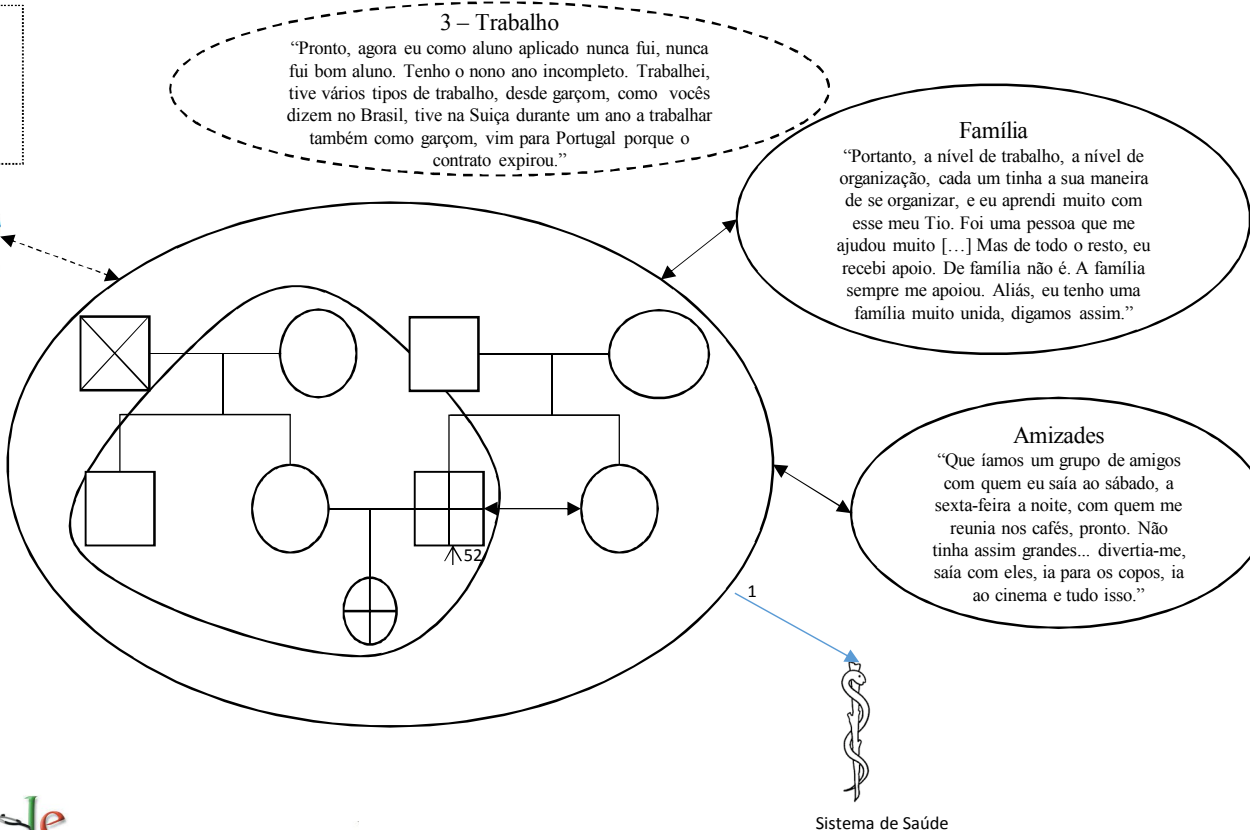 3 – Trabalho
“Pronto, agora eu como aluno aplicado nunca fui, nunca
fui bom aluno. Tenho o nono ano incompleto. Trabalhei,
tive vários tipos de trabalho, desde garçom, como vocês
dizem no Brasil, tive na Suiça durante um ano a trabalhar
também como garçom, vim para Portugal porque o
contrato expirou.”
Família
“Portanto, a nível de trabalho, a nível de
organização, cada um tinha a sua maneira
de se organizar, e eu aprendi muito com
esse meu Tio. Foi uma pessoa que me
ajudou muito […] Mas de todo o resto, eu
recebi apoio. De família não é. A família
sempre me apoiou. Aliás, eu tenho uma
família muito unida, digamos assim.”
Amizades
“Que íamos um grupo de amigos
com quem eu saía ao sábado, a
sexta-feira a noite, com quem me
reunia nos cafés, pronto. Não
tinha assim grandes... divertia-me,
saía com eles, ia para os copos, ia
ao cinema e tudo isso.”
52
1
Sistema de Saúde